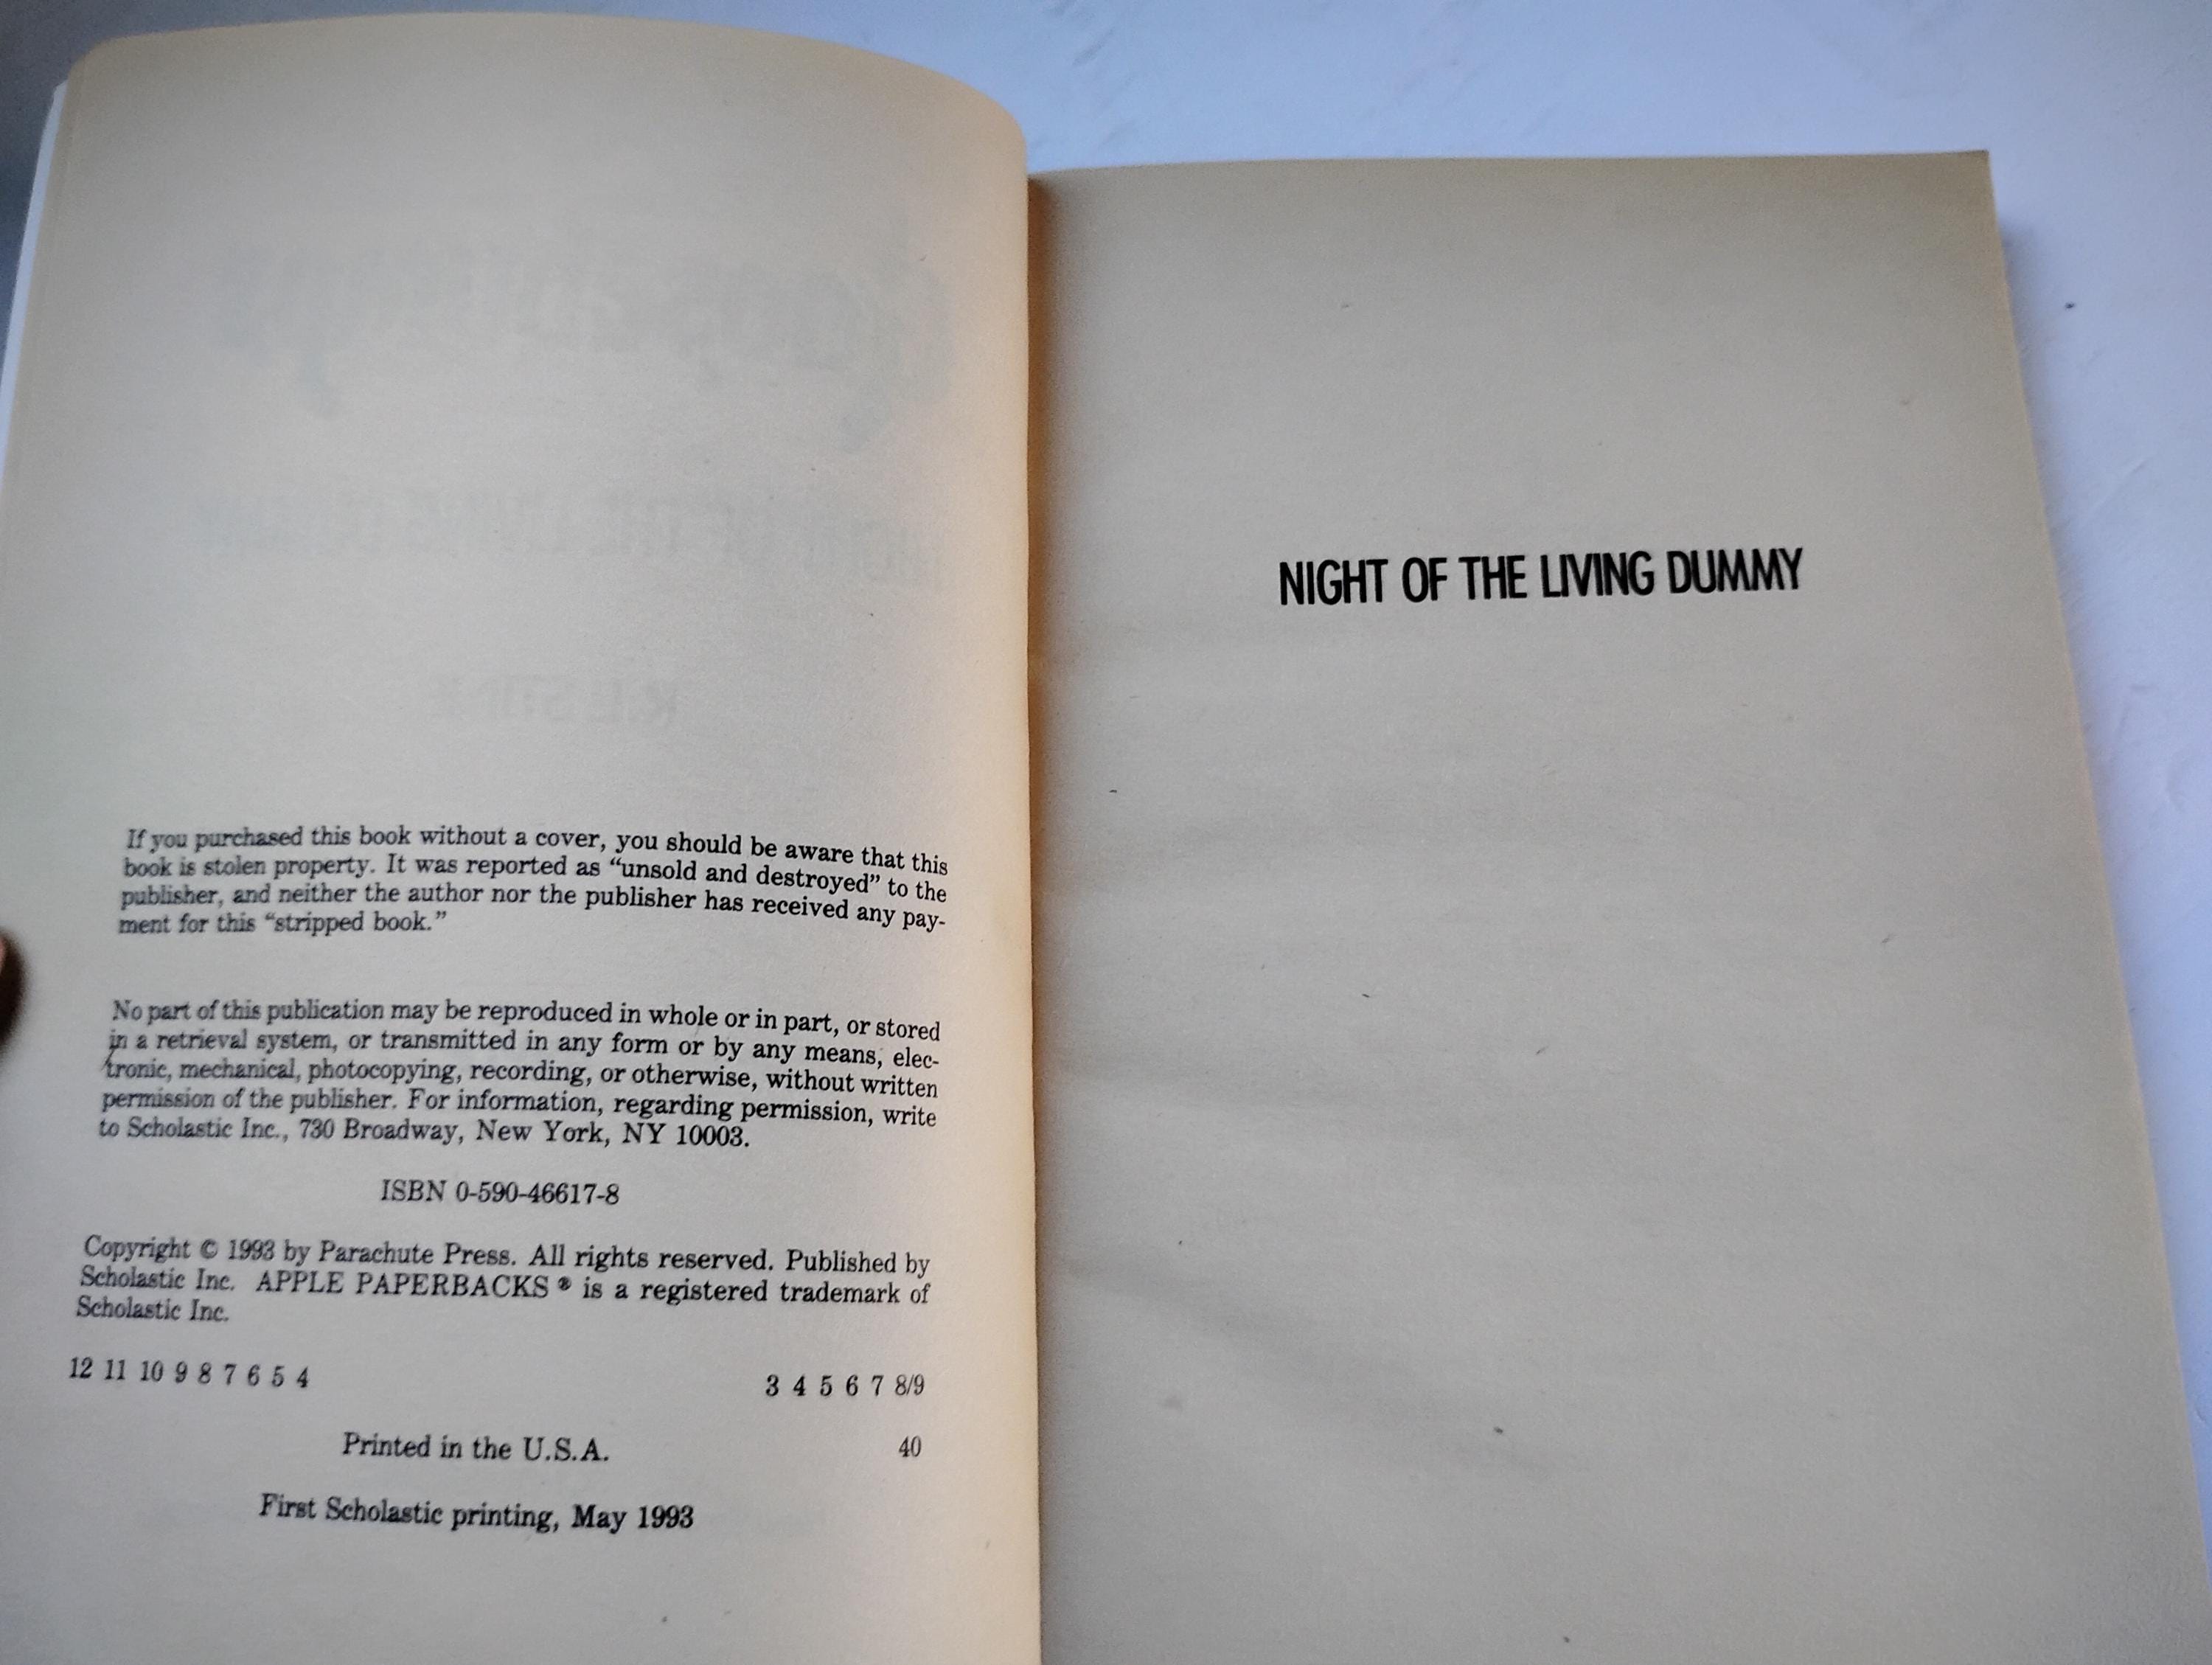 If you purchased this book without a cover, you should be aware that this
book is stolen property. It was reported as “unsold and destroyed” to the
publisher, and neither the author nor the publisher has received any pay-
ment for this “stripped book.”
No part of this publication may be reproduced in whole or in part, or stored
in a retrieval system, or transmitted in any form or by any means, elec-
tronic, mechanical, photocopying, recording, or otherwise, without written
permission of the publisher. For information, regarding permission, write
to Scholastic Inc., 730 Broadway, New York, NY 10003.
ISBN 0-590-46617-8
Copyright © 1993 by Parachute Press. All rights reserved. Published by
Scholastic Inc. APPLE PAPERBACKS ® is a registered trademark of
Scholastic Inc.
12 11 10 9 8 7 6 5 4 3 4 5 6 7 8/9
Printed in the U.S.A. 40
First Scholastic printing, May 1993
NIGHT OF THE LIVING DUMMY